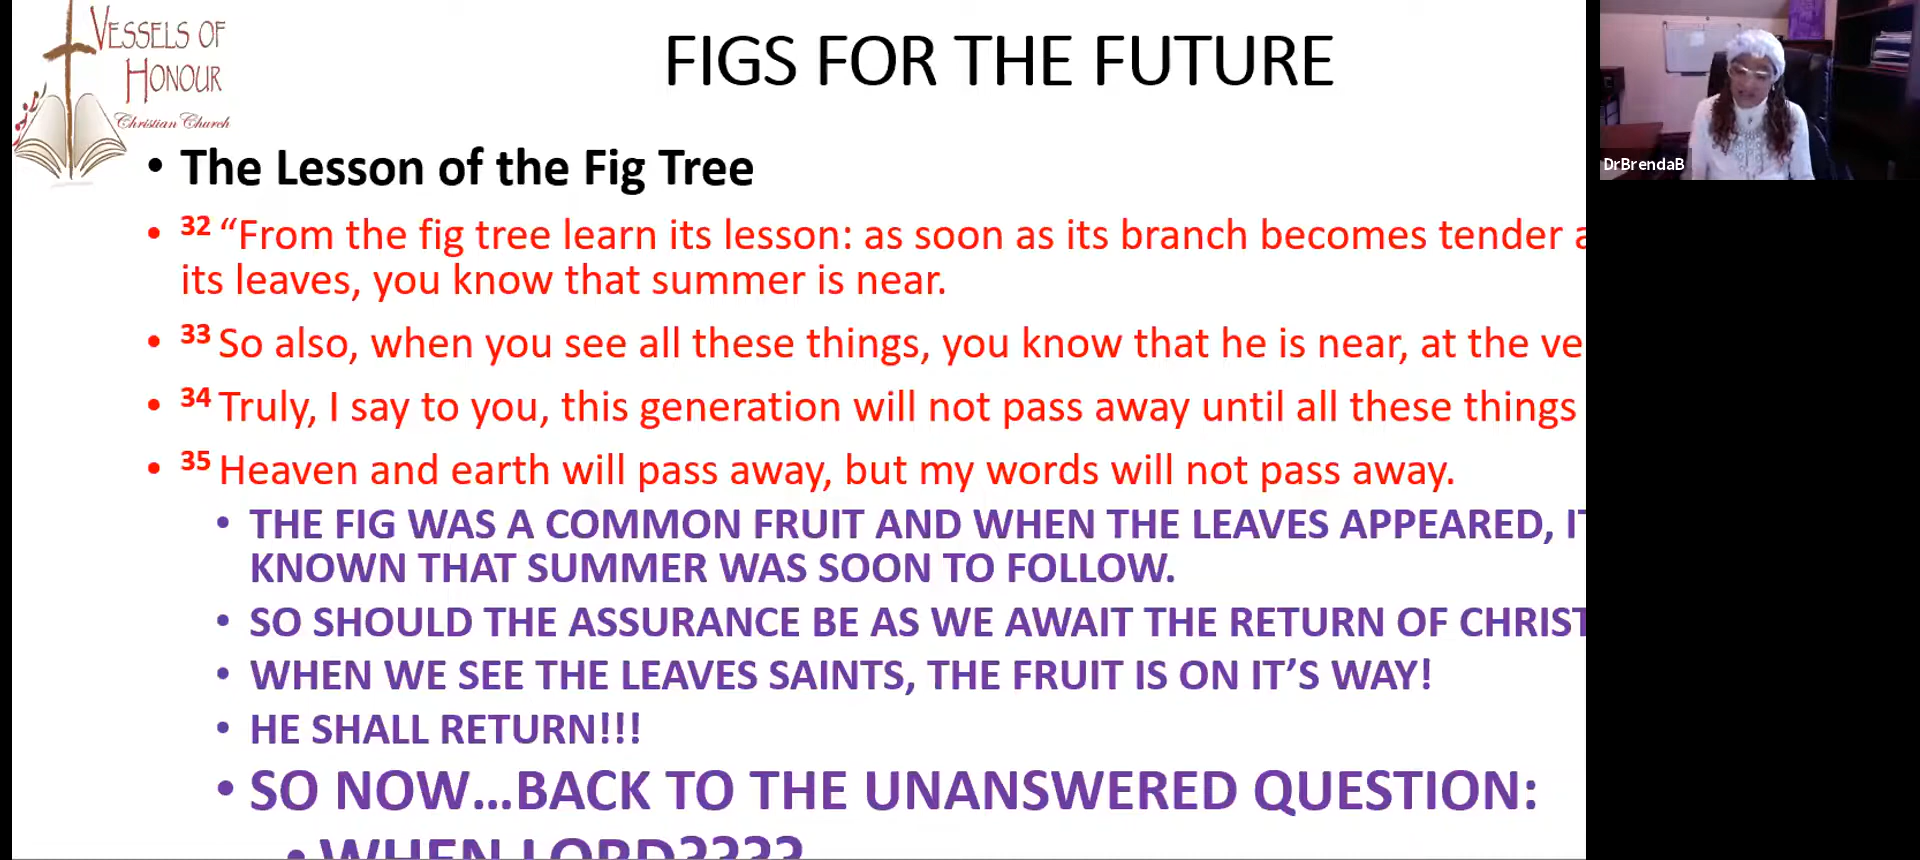 VESSELS OF
HONOUR
Christian Church
FIGS FOR THE FUTURE
• The Lesson of the Fig Tree
• 32 “From the fig tree learn its lesson: as soon as its branch becomes tender
its leaves, you know that summer is near.
• 33 So also, when you see all these things, you know that he is near, at the
• 34 Truly, I say to you, this generation will not pass away until all these things
• 35 Heaven and earth will pass away, but my words will not pass away.
• THE FIG WAS A COMMON FRUIT AND WHEN THE LEAVES APPEARED,
KNOWN THAT SUMMER WAS SOON TO FOLLOW.
• SO SHOULD THE ASSURANCE BE AS WE AWAIT THE RETURN OF CHRIST
• WHEN WE SEE THE LEAVES SAINTS, THE FRUIT IS ON IT’S WAY!
• HE SHALL RETURN!!!
• SO NOW...BACK TO THE UNANSWERED QUESTION:
• WHEN LORD????
DrBrendaB